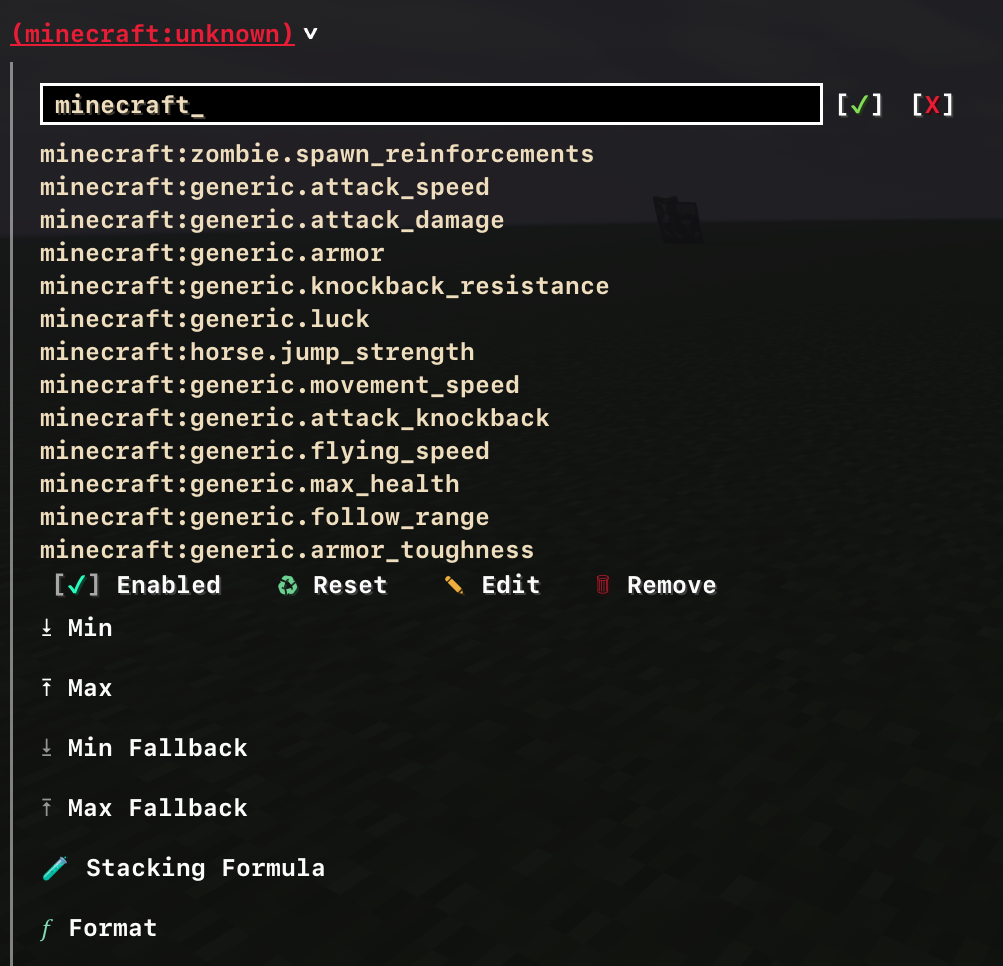 (minecraft:unknown) v
minecraft_ [✓] [X]
minecraft:zombie.spawn_reinforcements
minecraft:generic.attack_speed
minecraft:generic.attack_damage
minecraft:generic.armor
minecraft:generic.knockback_resistance
minecraft:generic.luck
minecraft:horse.jump_strength
minecraft:generic.movement_speed
minecraft:generic.attack_knockback
minecraft:generic.flying_speed
minecraft:generic.max_health
minecraft:generic.follow_range
minecraft:generic.armor_toughness
[✓] Enabled ♻ Reset ✏ Edit 🗑 Remove
⤓ Min
⤒ Max
⤓ Min Fallback
⤒ Max Fallback
🧪 Stacking Formula
ƒ Format